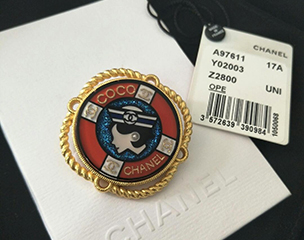 CHANEL
A97611 17A
Y02003
Z2800 UNI
OPE
3 572639 390984
COCO
CHANEL
CHANEL